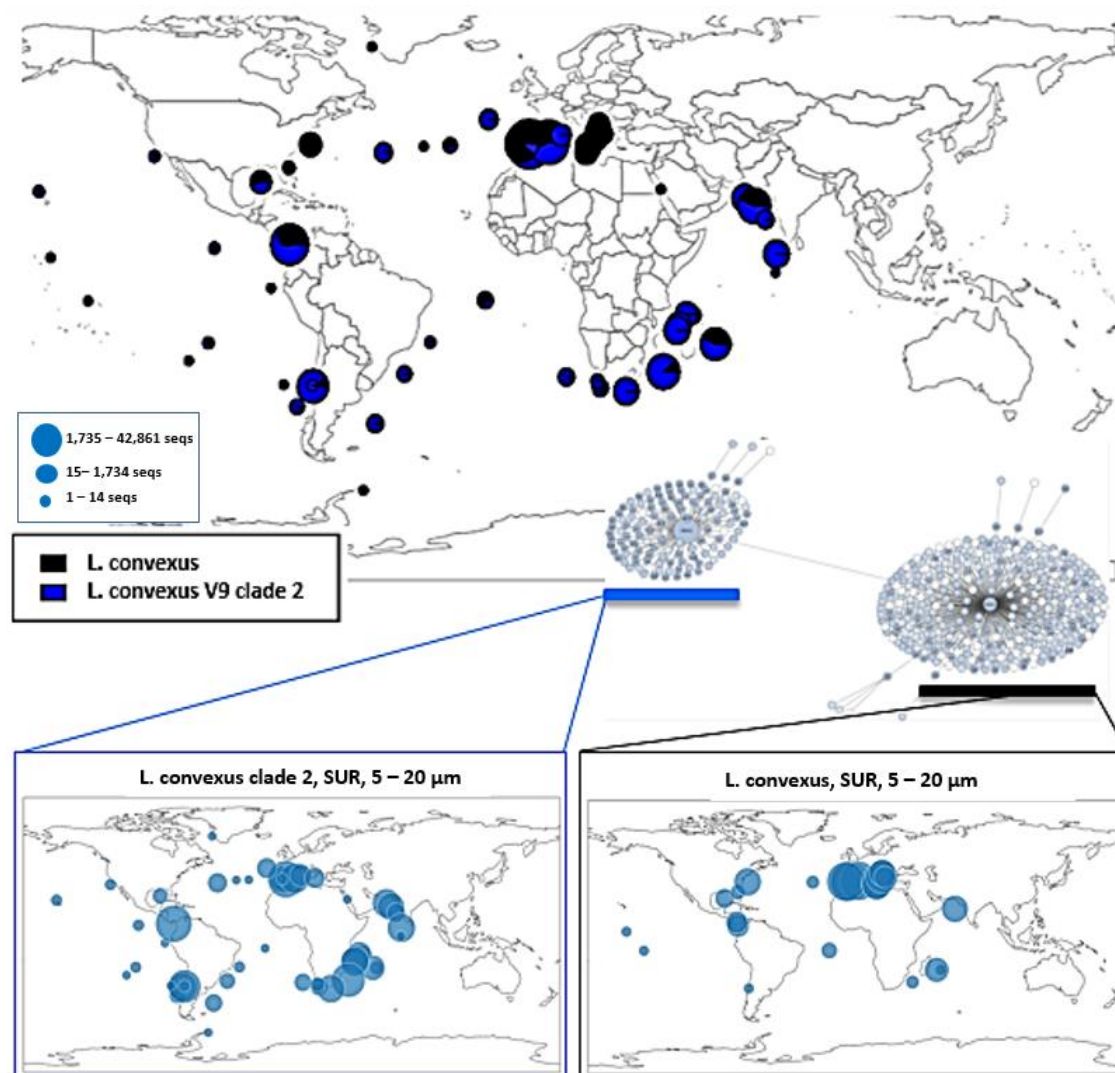 1,735 – 42,861 seqs
15– 1,734 seqs
1 – 14 seqs
L. convexus
L. convexus V9 clade 2
L. convexus clade 2, SUR, 5 – 20 µm
L. convexus, SUR, 5 – 20 µm